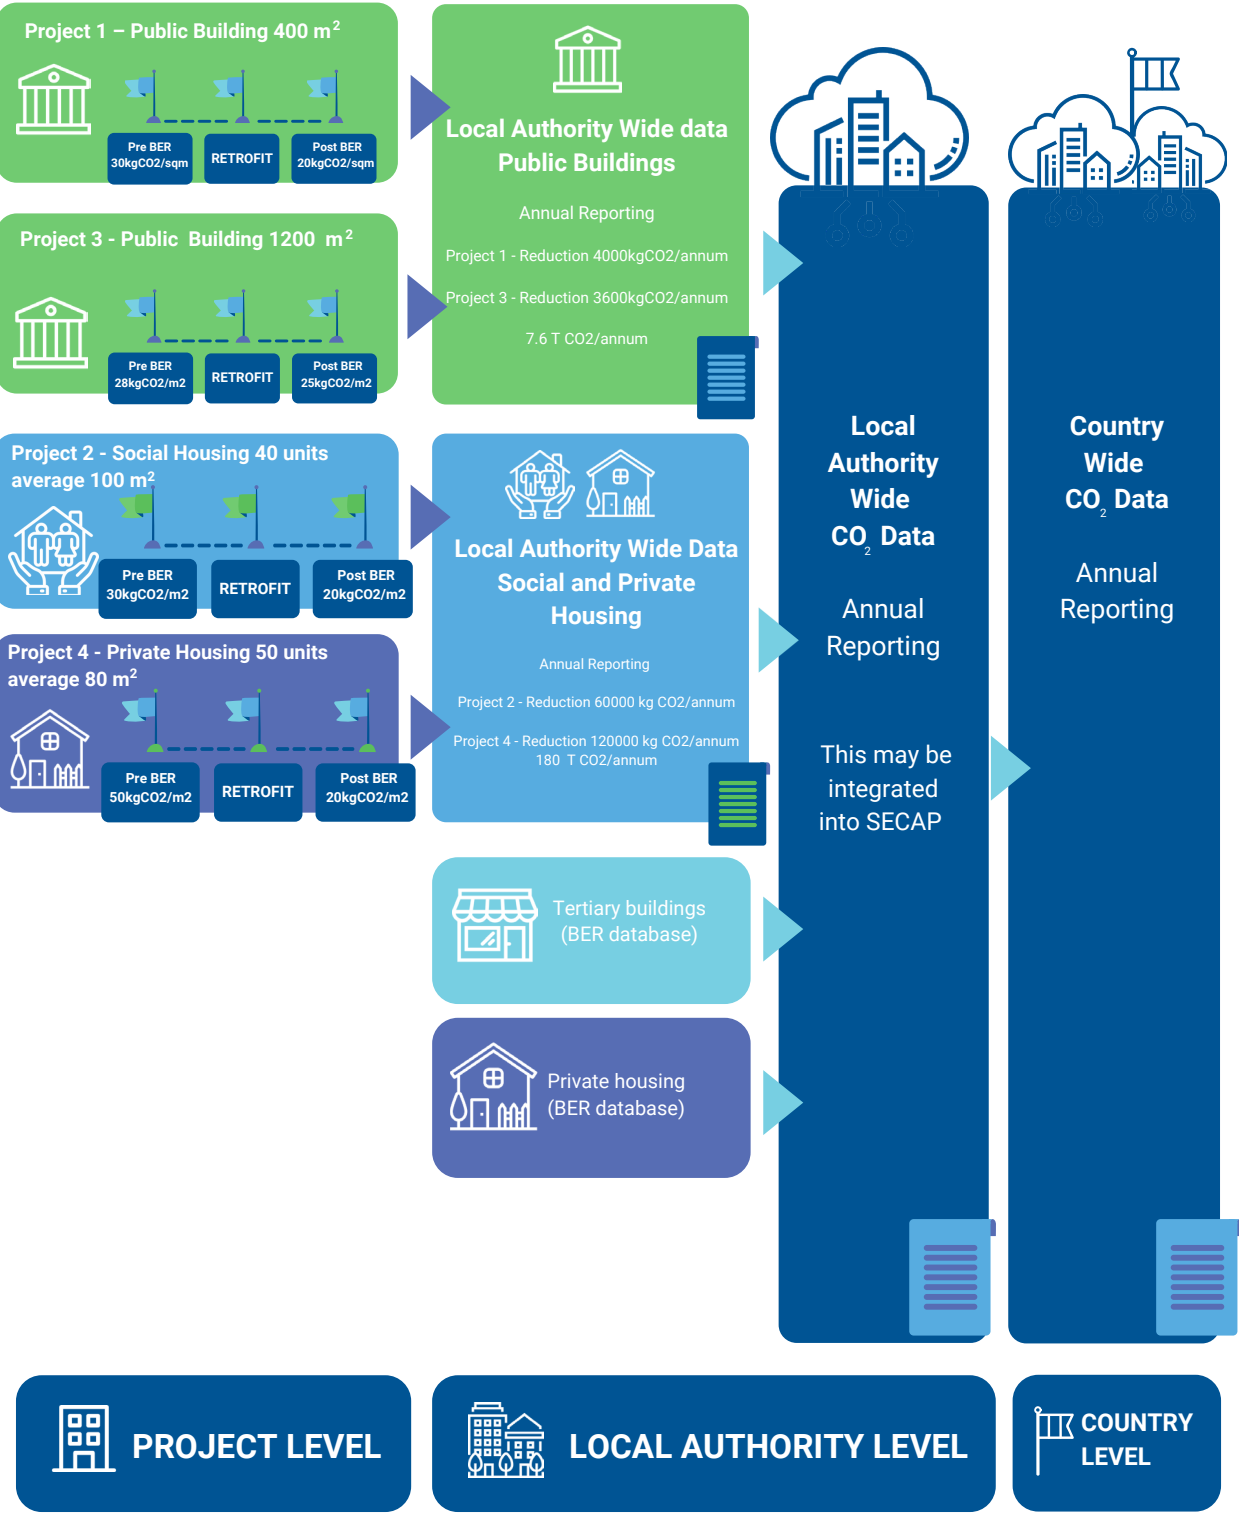 Project 1 – Public Building 400 m²
Pre BER
30kgCO2/sqm
RETROFIT
Post BER
20kgCO2/sqm
Project 3 - Public Building 1200 m²
Pre BER
28kgCO2/m2
RETROFIT
Post BER
25kgCO2/m2
Project 2 - Social Housing 40 units
average 100 m²
Pre BER
30kgCO2/m2
RETROFIT
Post BER
20kgCO2/m2
Project 4 - Private Housing 50 units
average 80 m²
Pre BER
50kgCO2/m2
RETROFIT
Post BER
20kgCO2/m2
Local Authority Wide data
Public Buildings
Annual Reporting
Project 1 - Reduction 4000kgCO2/annum
Project 3 - Reduction 3600kgCO2/annum
7.6 T CO2/annum
Local Authority Wide Data
Social and Private
Housing
Annual Reporting
Project 2 - Reduction 60000 kg CO2/annum
Project 4 - Reduction 120000 kg CO2/annum
180 T CO2/annum
Tertiary buildings
(BER database)
Private housing
(BER database)
Local
Authority
Wide
CO₂ Data
Annual
Reporting
This may be
integrated
into SECAP
Country
Wide
CO₂ Data
Annual
Reporting
PROJECT LEVEL
LOCAL AUTHORITY LEVEL
COUNTRY
LEVEL